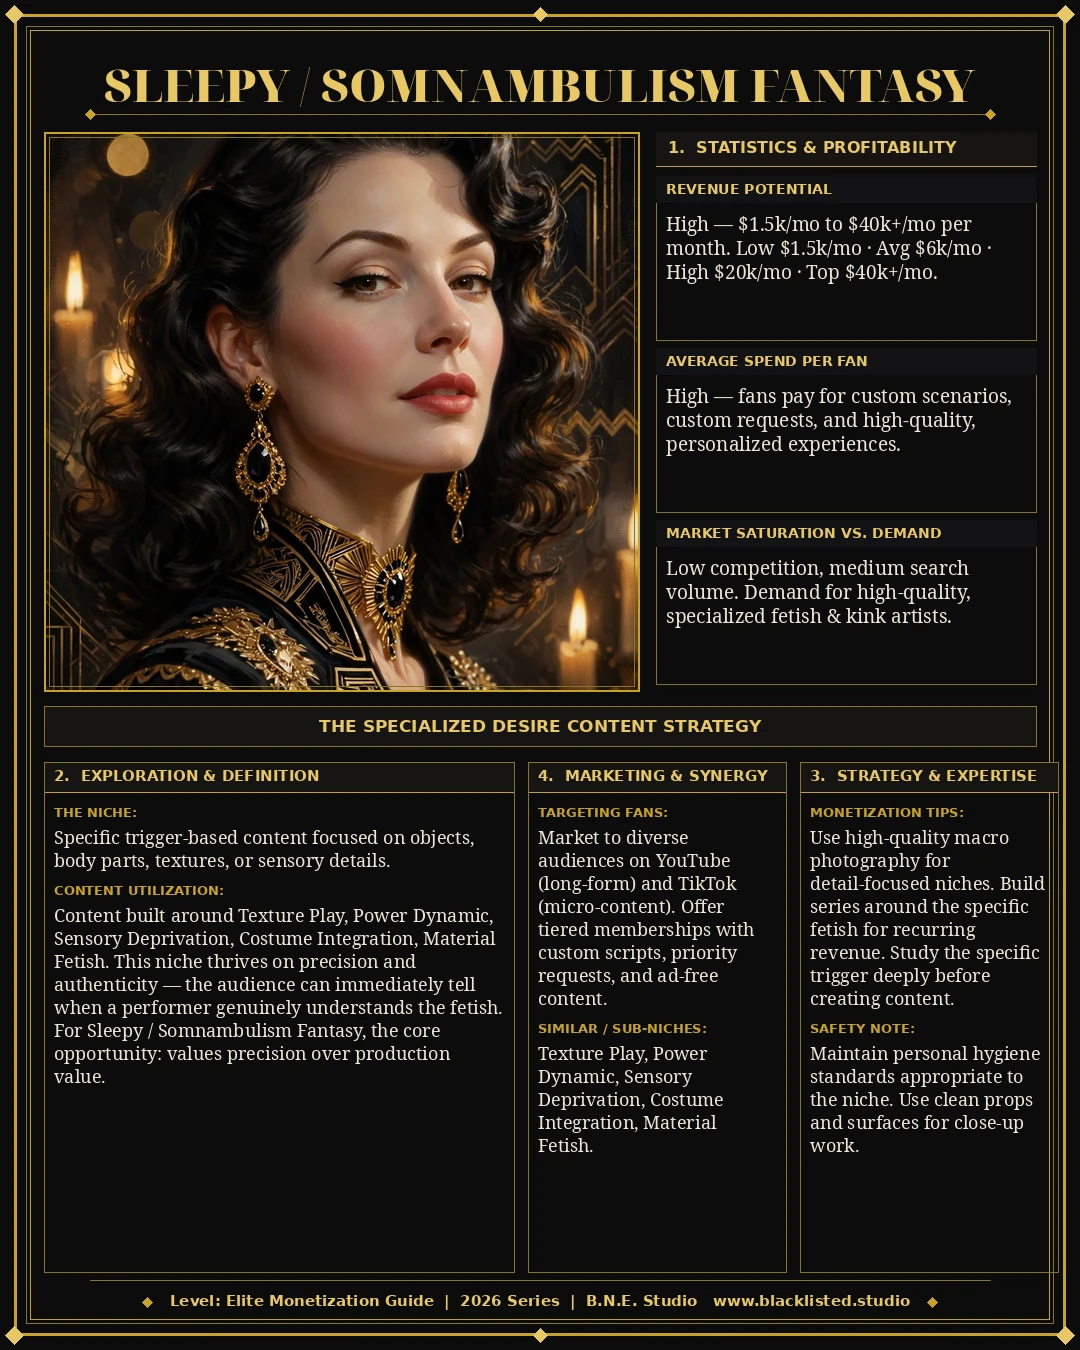 SLEEPY / SOMNAMBULISM FANTASY
1. STATISTICS & PROFITABILITY
REVENUE POTENTIAL
High — $1.5k/mo to $40k+/mo per
month. Low $1.5k/mo · Avg $6k/mo ·
High $20k/mo · Top $40k+/mo.
AVERAGE SPEND PER FAN
High — fans pay for custom scenarios,
custom requests, and high-quality,
personalized experiences.
MARKET SATURATION VS. DEMAND
Low competition, medium search
volume. Demand for high-quality,
specialized fetish & kink artists.
THE SPECIALIZED DESIRE CONTENT STRATEGY
2. EXPLORATION & DEFINITION
THE NICHE:
Specific trigger-based content focused on objects,
body parts, textures, or sensory details.
CONTENT UTILIZATION:
Content built around Texture Play, Power Dynamic,
Sensory Deprivation, Costume Integration, Material
Fetish. This niche thrives on precision and
authenticity — the audience can immediately tell
when a performer genuinely understands the fetish.
For Sleepy / Somnambulism Fantasy, the core
opportunity: values precision over production
value.
4. MARKETING & SYNERGY
TARGETING FANS:
Market to diverse
audiences on YouTube
(long-form) and TikTok
(micro-content). Offer
tiered memberships with
custom scripts, priority
requests, and ad-free
content.
SIMILAR / SUB-NICHES:
Texture Play, Power
Dynamic, Sensory
Deprivation, Costume
Integration, Material
Fetish.
3. STRATEGY & EXPERTISE
MONETIZATION TIPS:
Use high-quality macro
photography for
detail-focused niches. Build
series around the specific
fetish for recurring
revenue. Study the specific
trigger deeply before
creating content.
SAFETY NOTE:
Maintain personal hygiene
standards appropriate to
the niche. Use clean props
and surfaces for close-up
work.
Level: Elite Monetization Guide | 2026 Series | B.N.E. Studio www.blacklisted.studio